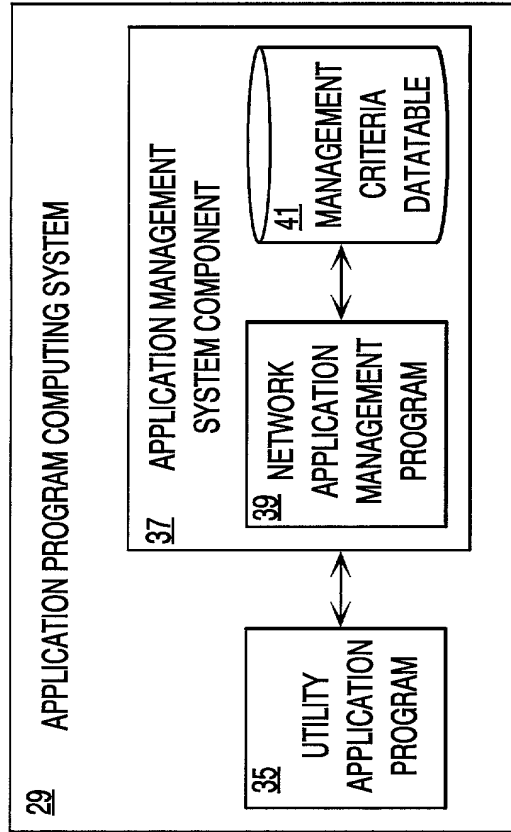 29 APPLICATION PROGRAM COMPUTING SYSTEM
35
UTILITY
APPLICATION
PROGRAM
37 APPLICATION MANAGEMENT
SYSTEM COMPONENT
39 NETWORK
APPLICATION
MANAGEMENT
PROGRAM
41
MANAGEMENT
CRITERIA
DATATABLE